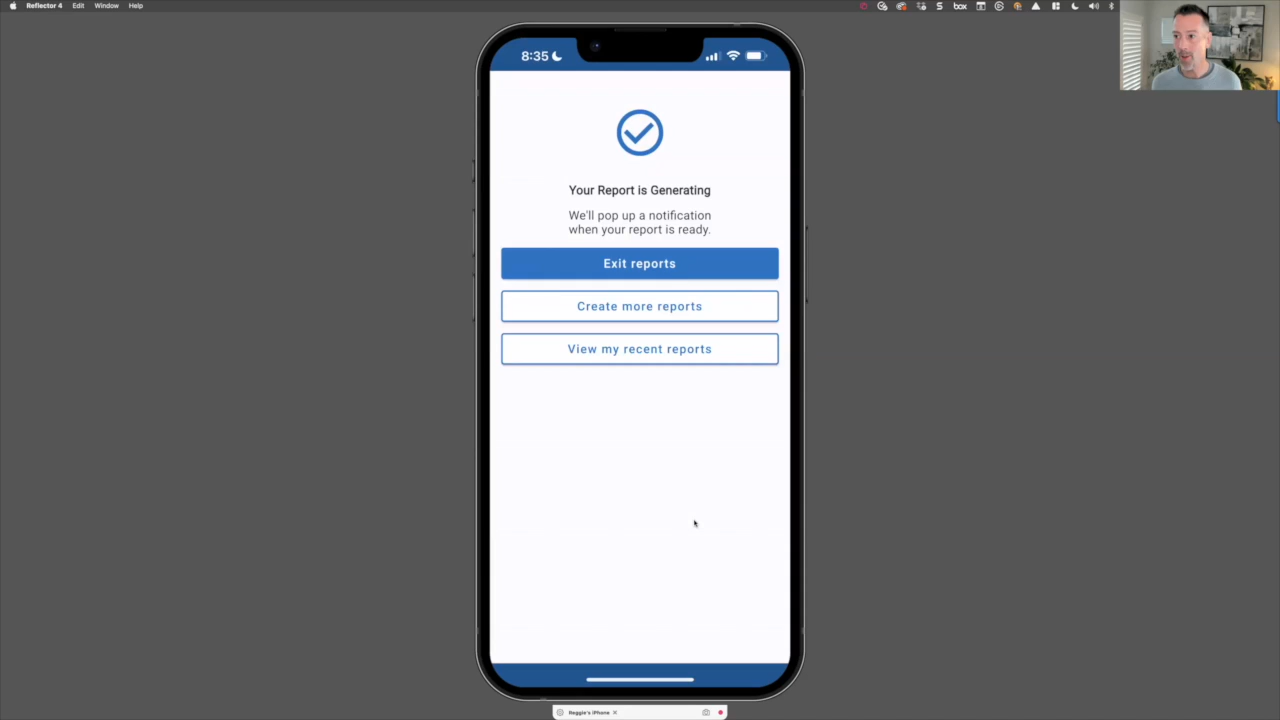 Reflector 4 Edit Window Help
S box
8:35
Your Report is Generating
We'll pop up a notification
when your report is ready.
Exit reports
Create more reports
View my recent reports
Reggie's iPhone